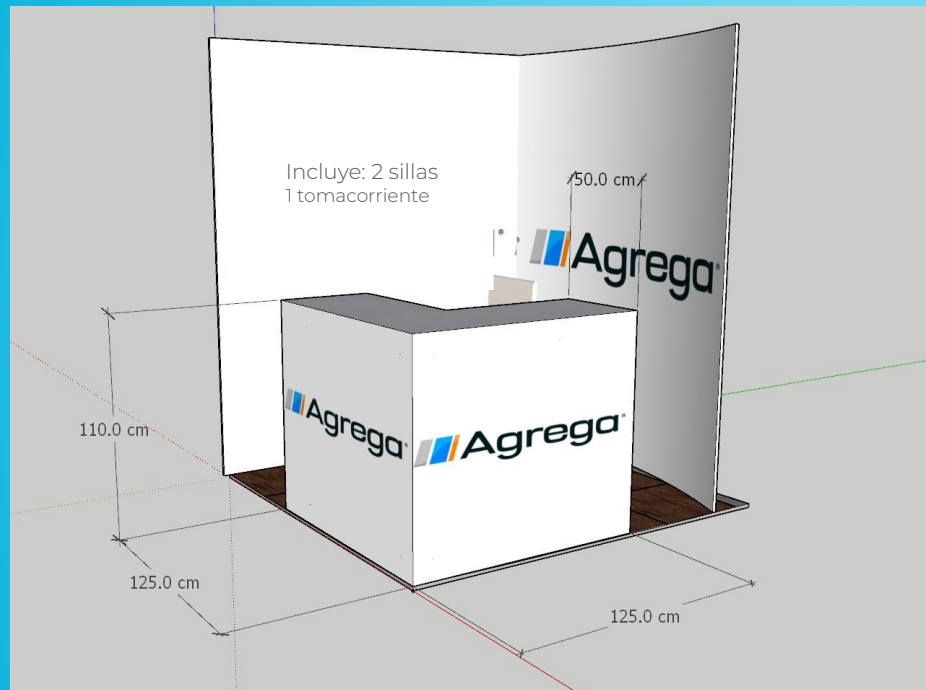 Incluye: 2 sillas
1 tomacorriente
50.0 cm
®
Agrega®
110.0 cm
Agrega®
Agrega®
125.0 cm
125.0 cm